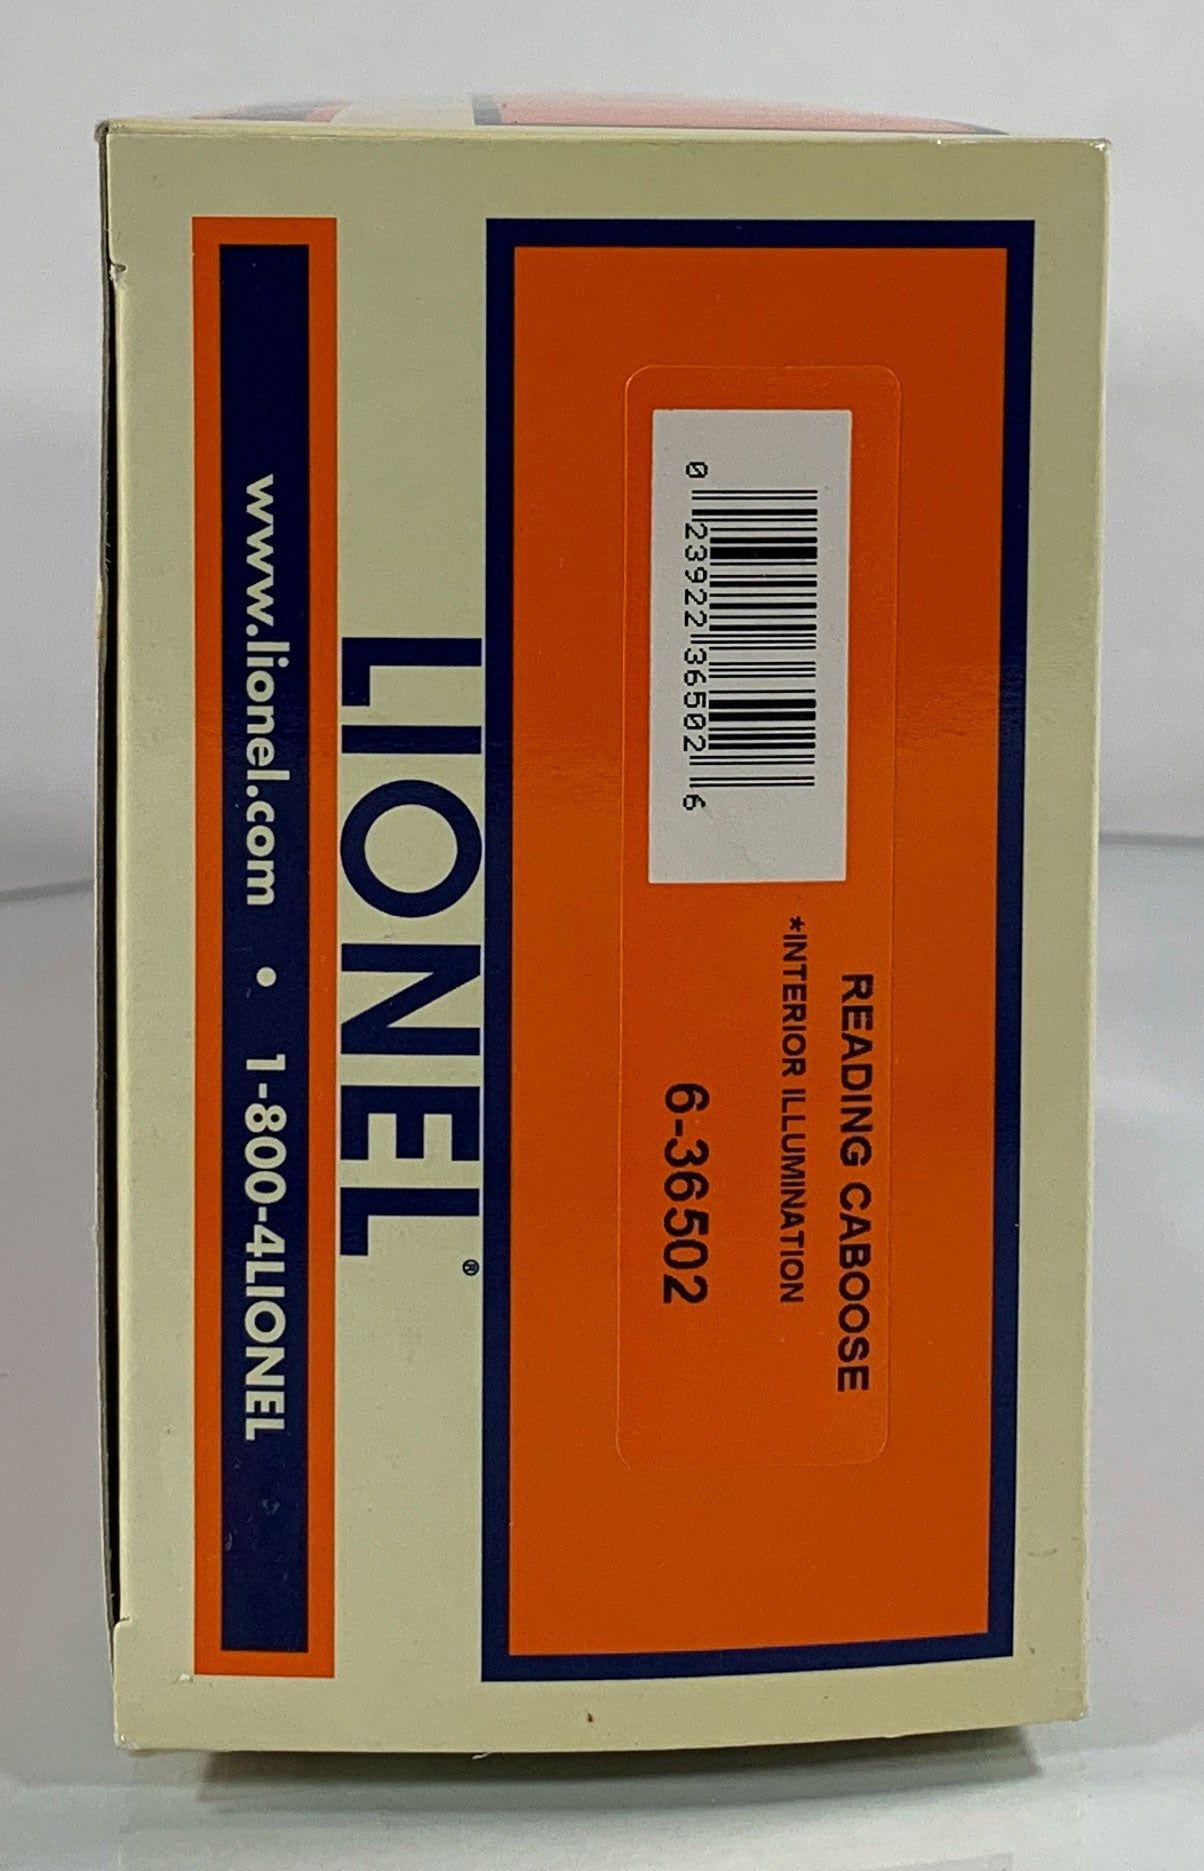 READING CABOOSE
*INTERIOR ILLUMINATION
6-36502
0 23922 36502 6
LIONEL®
www.lionel.com • 1-800-4LIONEL